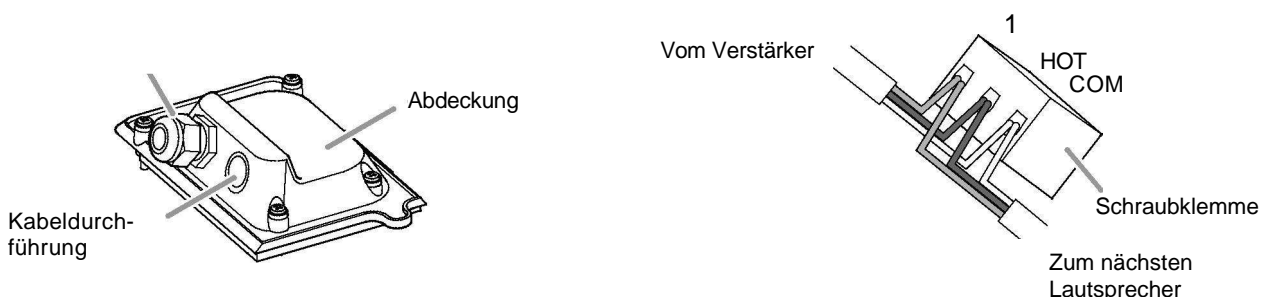 Abdeckung
Kabeldurch-
führung
1
Vom Verstärker
HOT
COM
Schraubklemme
Zum nächsten
Lautsprecher